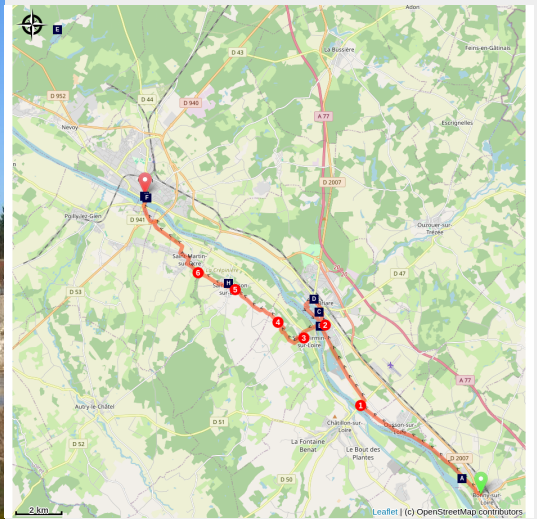 Adon
E
La Bussière
D 43
Feins-en-Gâtinais
D 952
D 44
D 940
A 77
Nevoy
Escrignelles
D 2007
F
Poilly-lez-Gien
D 941
Ouzouer-sur-
Trézée
Saint-Martin-
sur-Ocre
6
D 47
H
5
D 53
D
C
4
2
3
sur-Loire
A 77
1
Autry-le-Châtel
D 51
Châtillon-sur-
Loire
Ousson-sur-
La Fontaine
Benat
Le Bout des
Plantes
D 52
D 2007
D 50
A
Bonny-sur-
Loire
2 km
Leaflet | (c) OpenStreetMap contributors